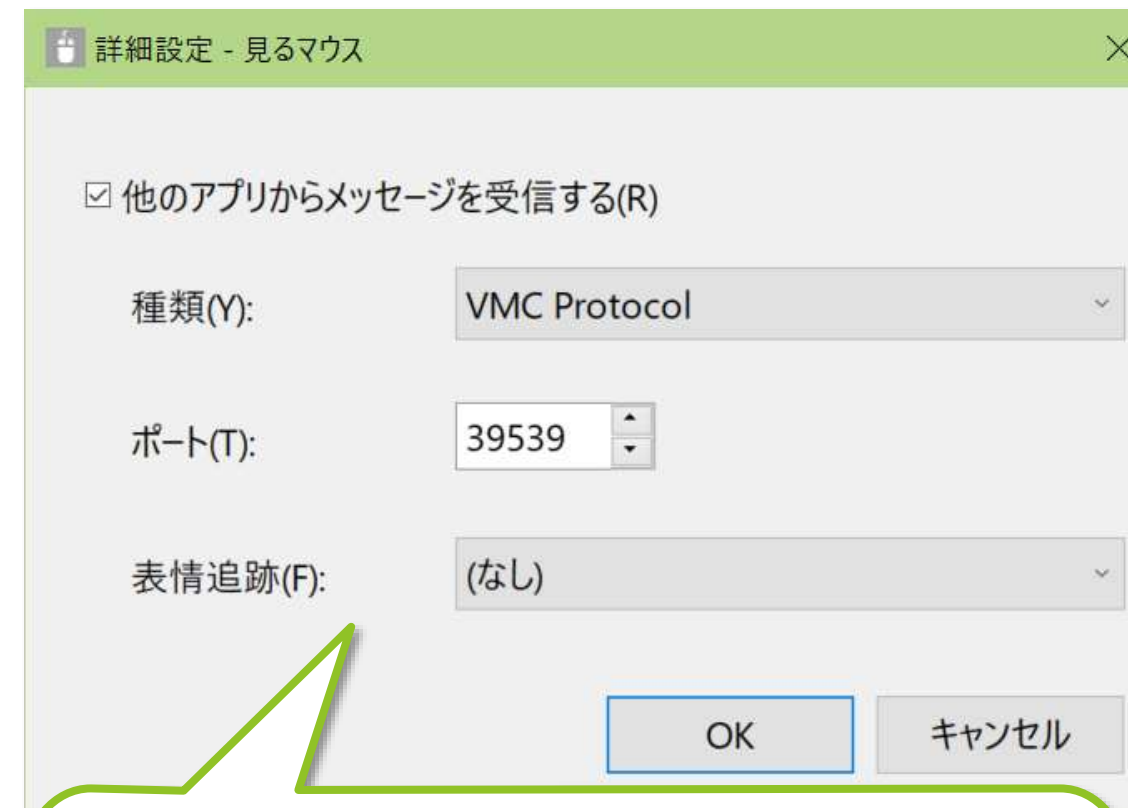 詳細設定 - 見るマウス
他のアプリからメッセージを受信する(R)
種類(Y): VMC Protocol
ポート(T): 39539
表情追跡(F): (なし)
OK キャンセル